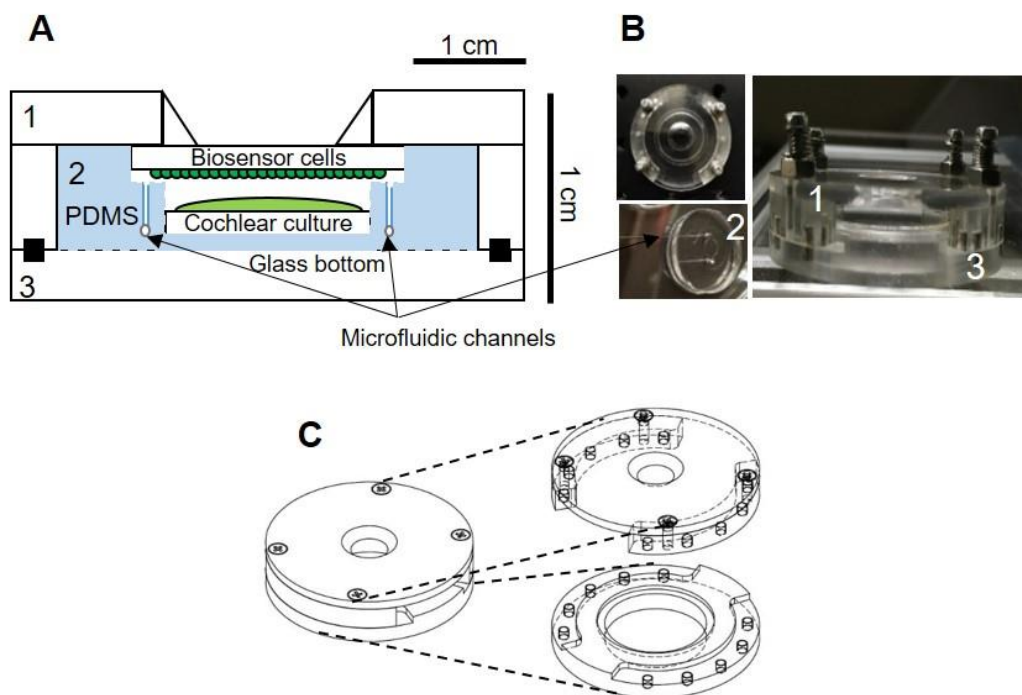 A
1 cm
B
1
Biosensor cells
2
PDMS
Cochlear culture
1 cm
Glass bottom
3
Microfluidic channels
1
2
3
C